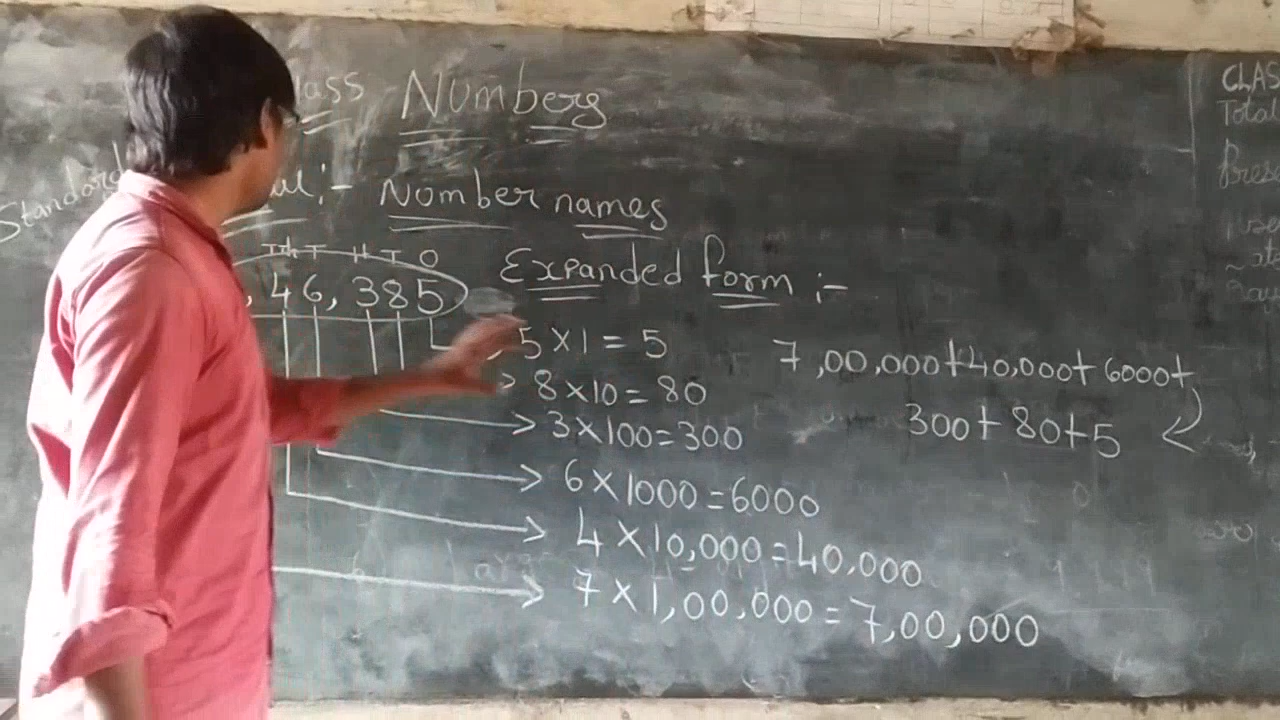 Numbers
Standard :- Number names
TTh T H T O
, 46, 385
Expanded form :-
5 X 1 = 5
8 X 10 = 80
3 X 100 = 300
6 X 1000 = 6000
4 X 10,000 = 40,000
7 X 1,00,000 = 7,00,000
7,00,000 + 40,000 + 6000 +
300 + 80 + 5
CLAS
Total
Prese